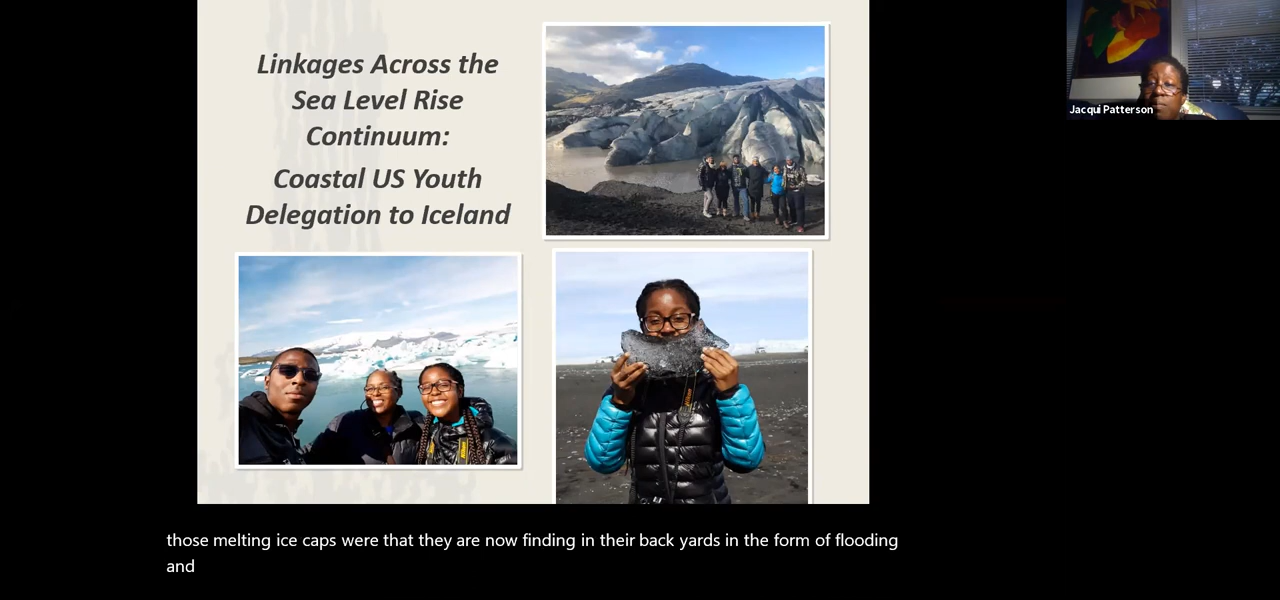 Linkages Across the
Sea Level Rise
Continuum:
Coastal US Youth
Delegation to Iceland
Jacqui Patterson
those melting ice caps were that they are now finding in their back yards in the form of flooding
and